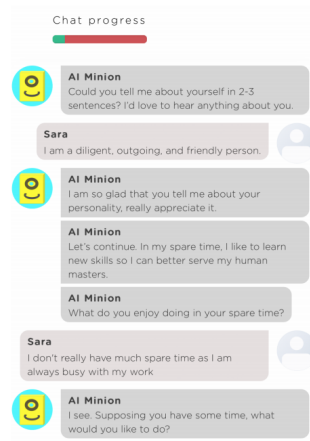 Chat progress
AI Minion
Could you tell me about yourself in 2-3
sentences? I'd love to hear anything about you.
Sara
I am a diligent, outgoing, and friendly person.
AI Minion
I am so glad that you tell me about your
personality, really appreciate it.
AI Minion
Let's continue. In my spare time, I like to learn
new skills so I can better serve my human
masters.
AI Minion
What do you enjoy doing in your spare time?
Sara
I don't really have much spare time as I am
always busy with my work
AI Minion
I see. Supposing you have some time, what
would you like to do?